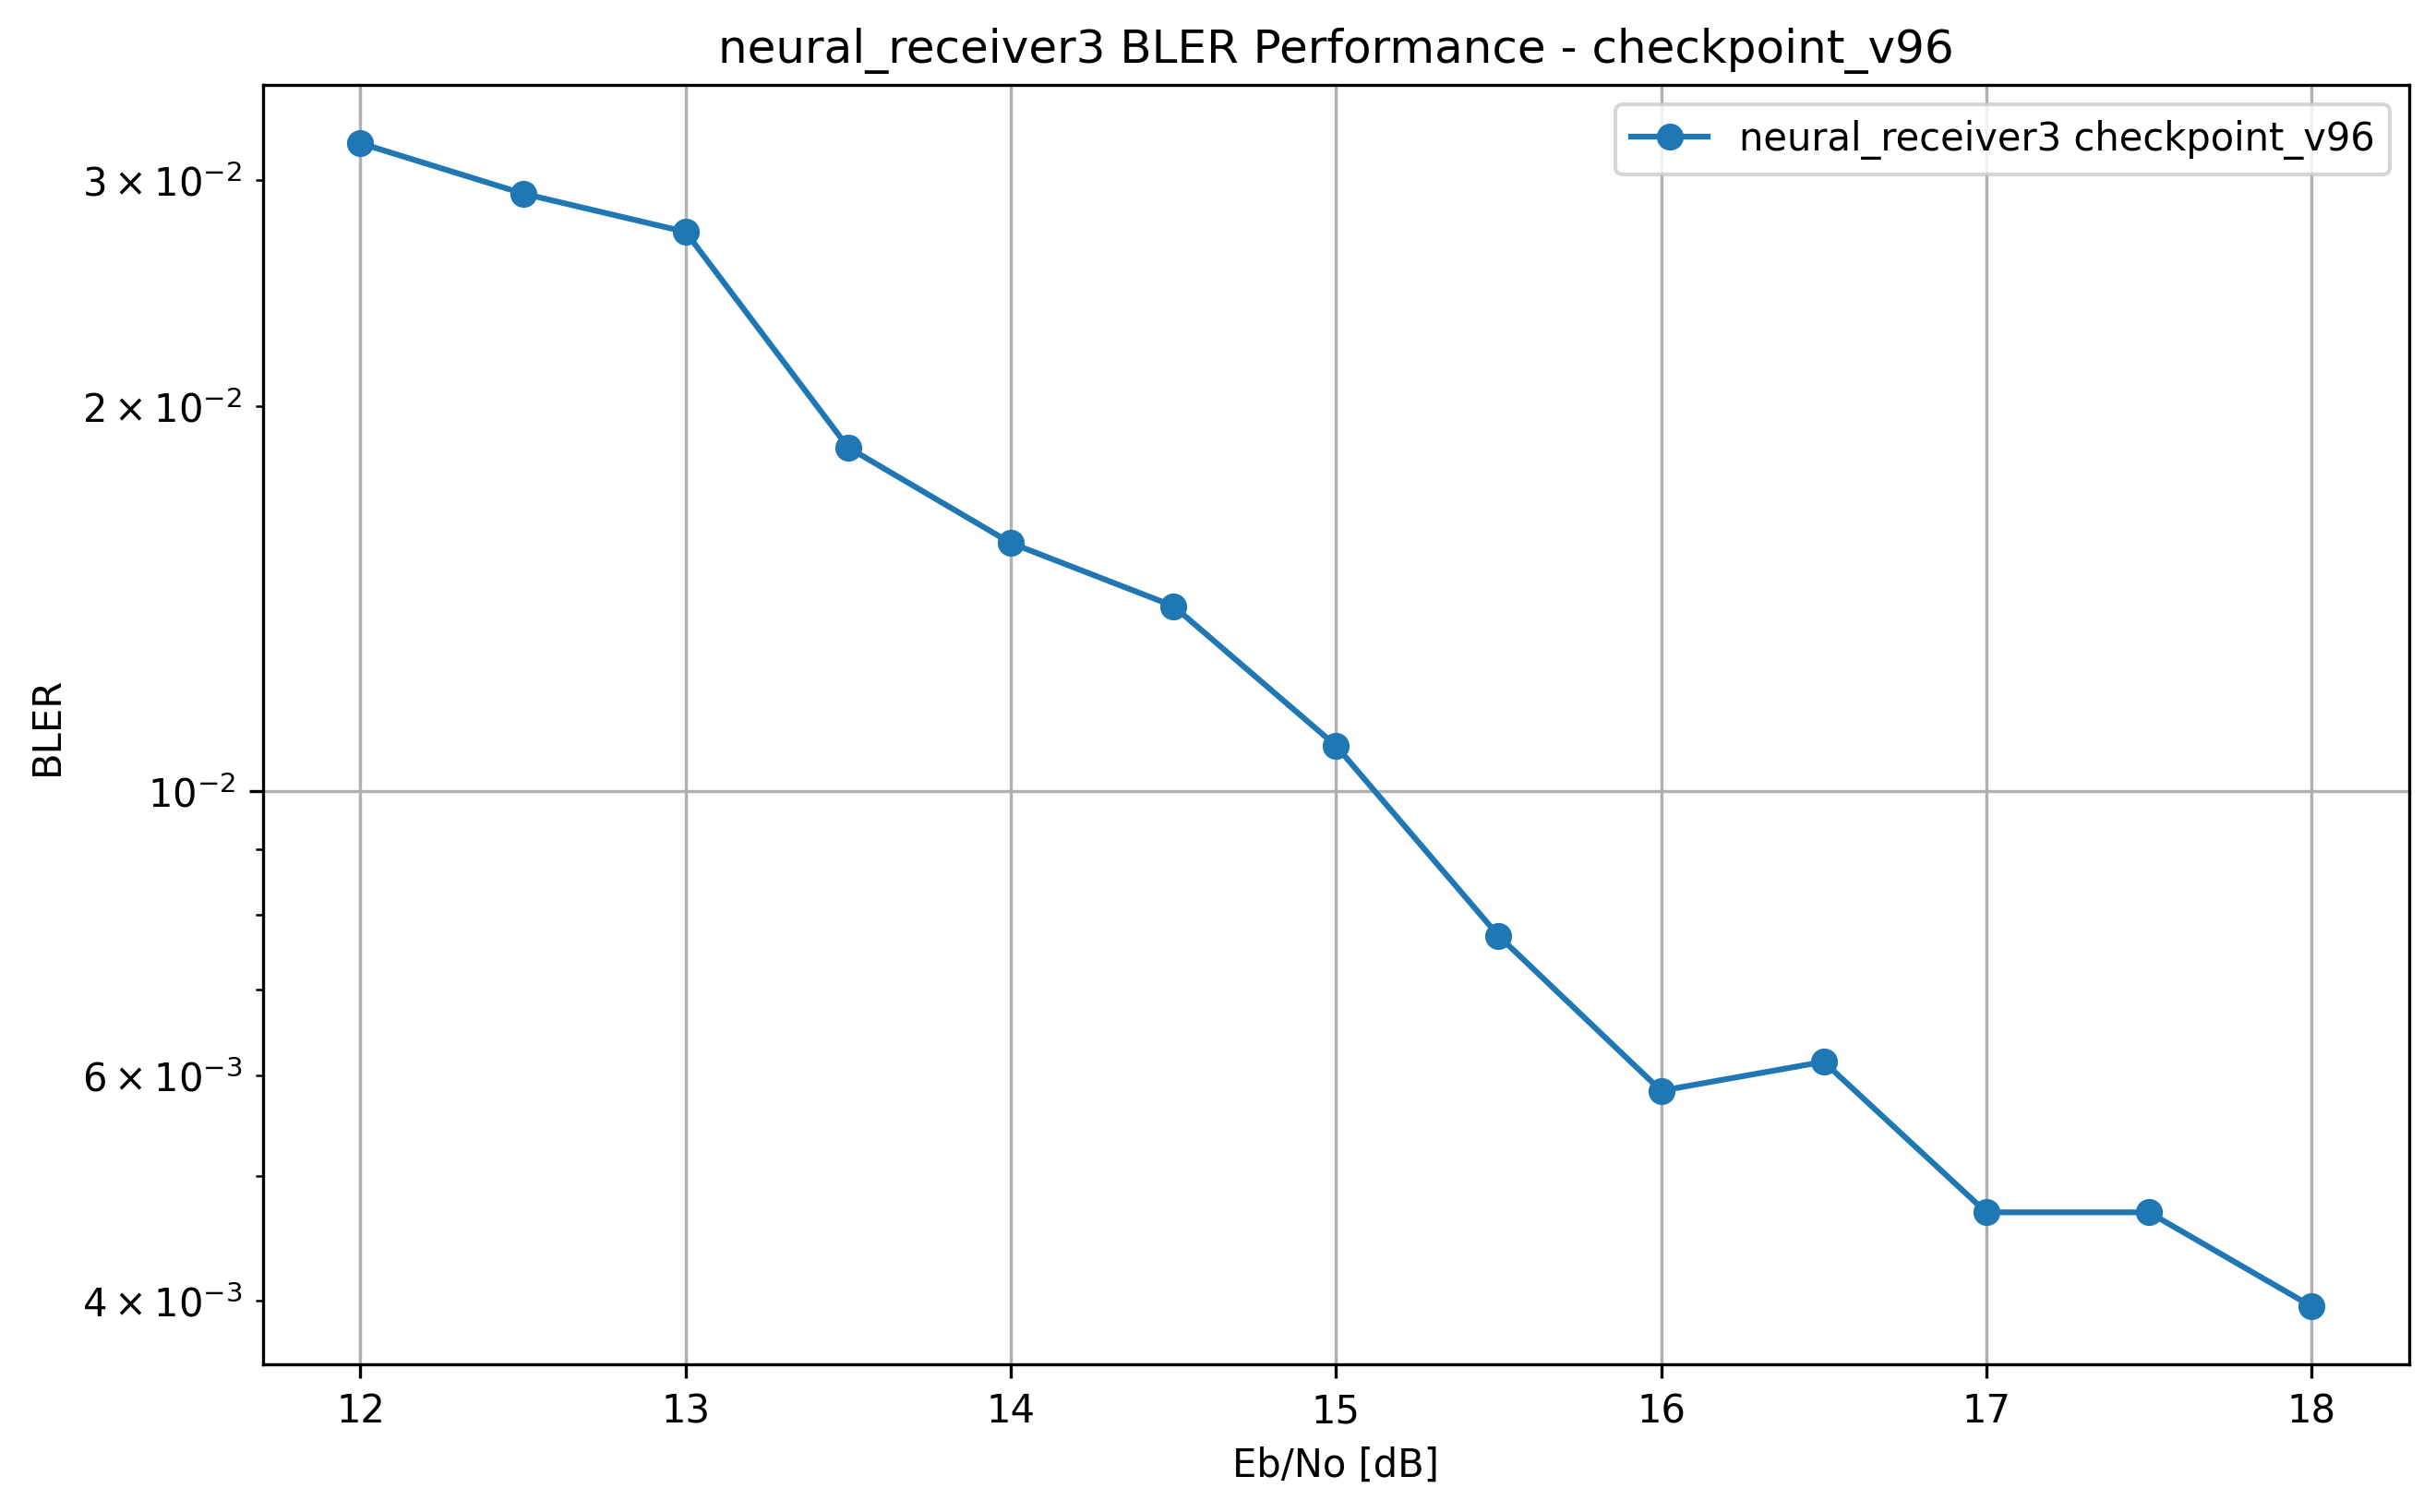 neural_receiver3 BLER Performance - checkpoint_v96
neural_receiver3 checkpoint_v96
3 × 10⁻²
2 × 10⁻²
10⁻²
6 × 10⁻³
4 × 10⁻³
BLER
12 13 14 15 16 17 18
Eb/No [dB]